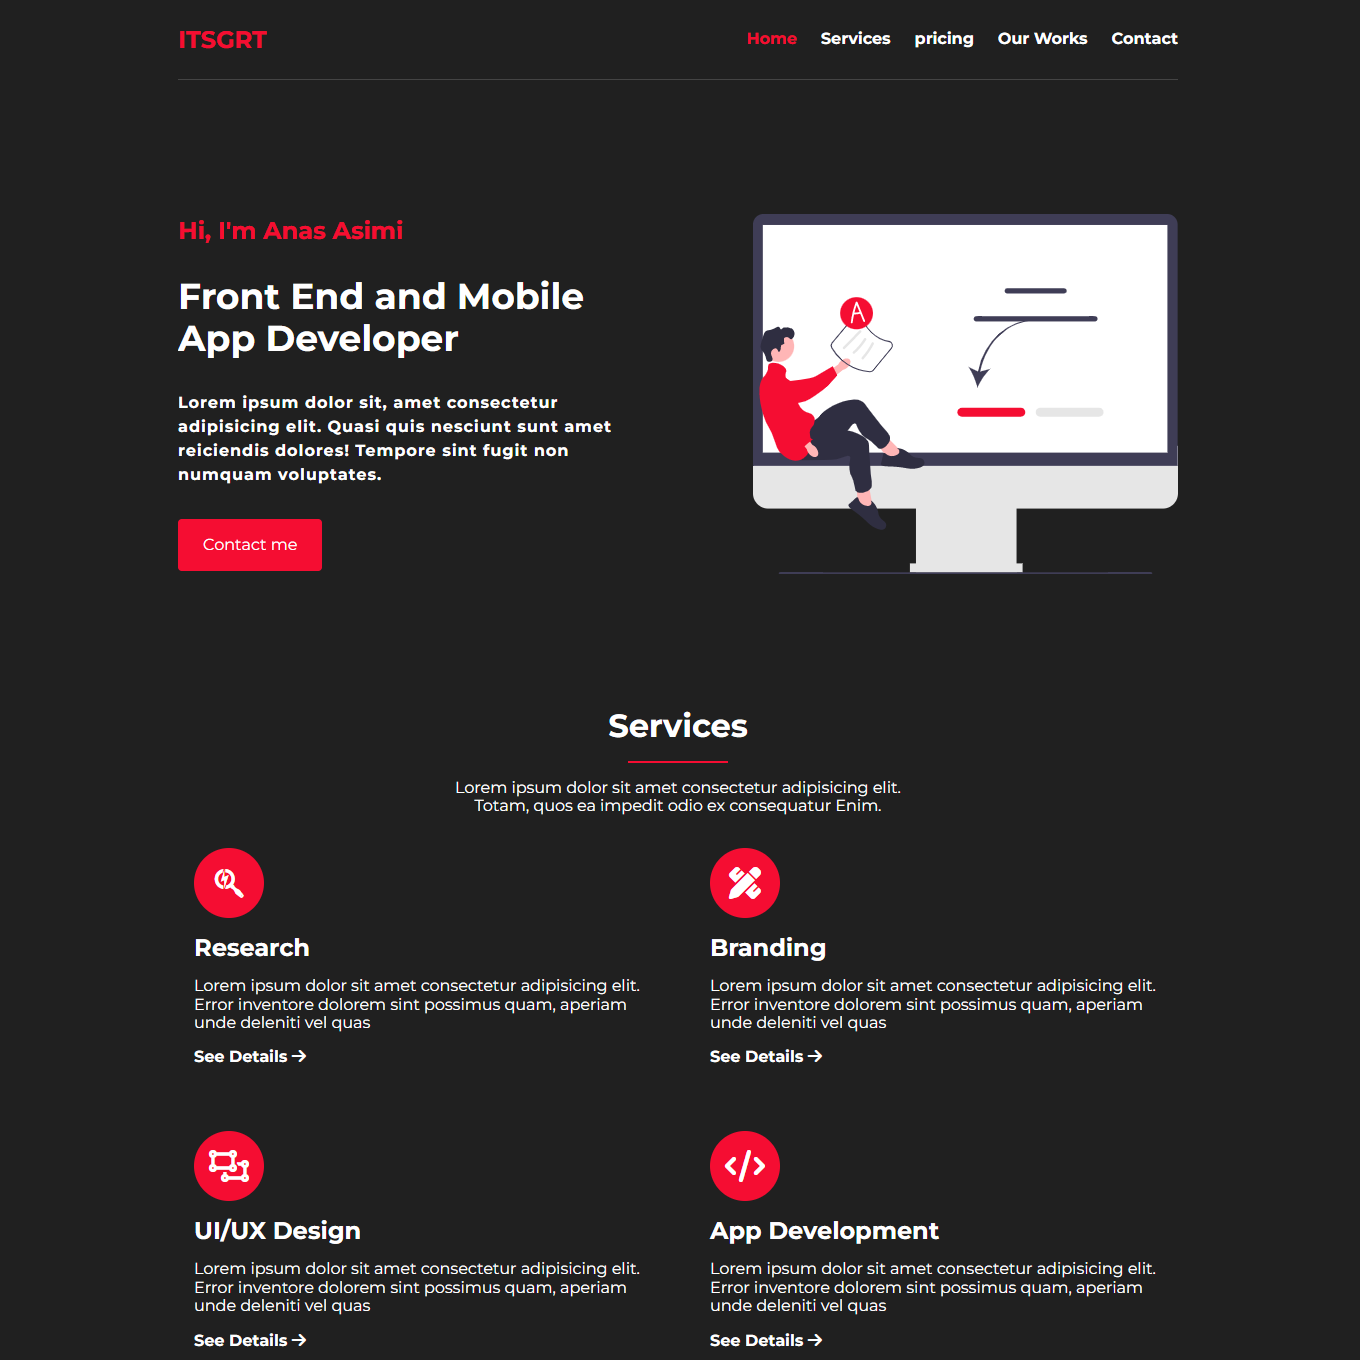 ITSGRT
Home Services pricing Our Works Contact
Hi, I'm Anas Asimi
Front End and Mobile
App Developer
Lorem ipsum dolor sit, amet consectetur
adipisicing elit. Quasi quis nesciunt sunt amet
reiciendis dolores! Tempore sint fugit non
numquam voluptates.
Contact me
A
Services
Lorem ipsum dolor sit amet consectetur adipisicing elit.
Totam, quos ea impedit odio ex consequatur Enim.
Research
Lorem ipsum dolor sit amet consectetur adipisicing elit.
Error inventore dolorem sint possimus quam, aperiam
unde deleniti vel quas
See Details
Branding
Lorem ipsum dolor sit amet consectetur adipisicing elit.
Error inventore dolorem sint possimus quam, aperiam
unde deleniti vel quas
See Details
UI/UX Design
Lorem ipsum dolor sit amet consectetur adipisicing elit.
Error inventore dolorem sint possimus quam, aperiam
unde deleniti vel quas
See Details
App Development
Lorem ipsum dolor sit amet consectetur adipisicing elit.
Error inventore dolorem sint possimus quam, aperiam
unde deleniti vel quas
See Details